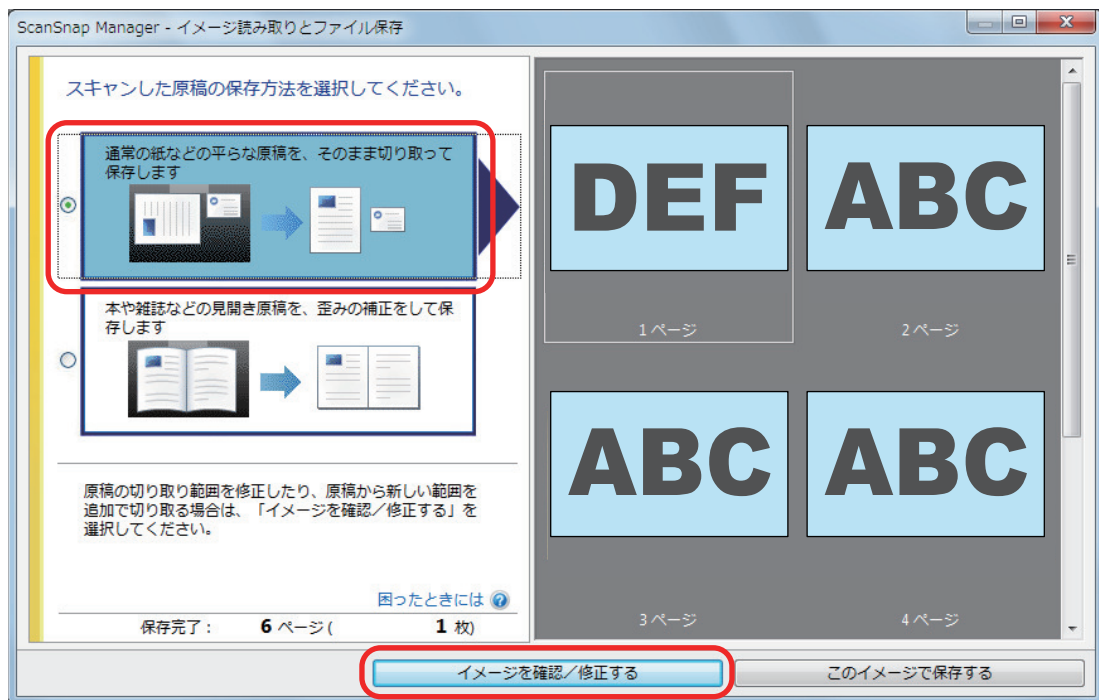 ScanSnap Manager - イメージ読み取りとファイル保存
スキャンした原稿の保存方法を選択してください。
通常の紙などの平らな原稿を、そのまま切り取って
保存します
本や雑誌などの見開き原稿を、歪みの補正をして保
存します
原稿の切り取り範囲を修正したり、原稿から新しい範囲を
追加で切り取る場合は、「イメージを確認／修正する」を
選択してください。
困ったときには ?
保存完了： 6 ページ ( 1 枚)
DEF
1 ページ
ABC
2 ページ
ABC
3 ページ
ABC
4 ページ
イメージを確認／修正する
このイメージで保存する